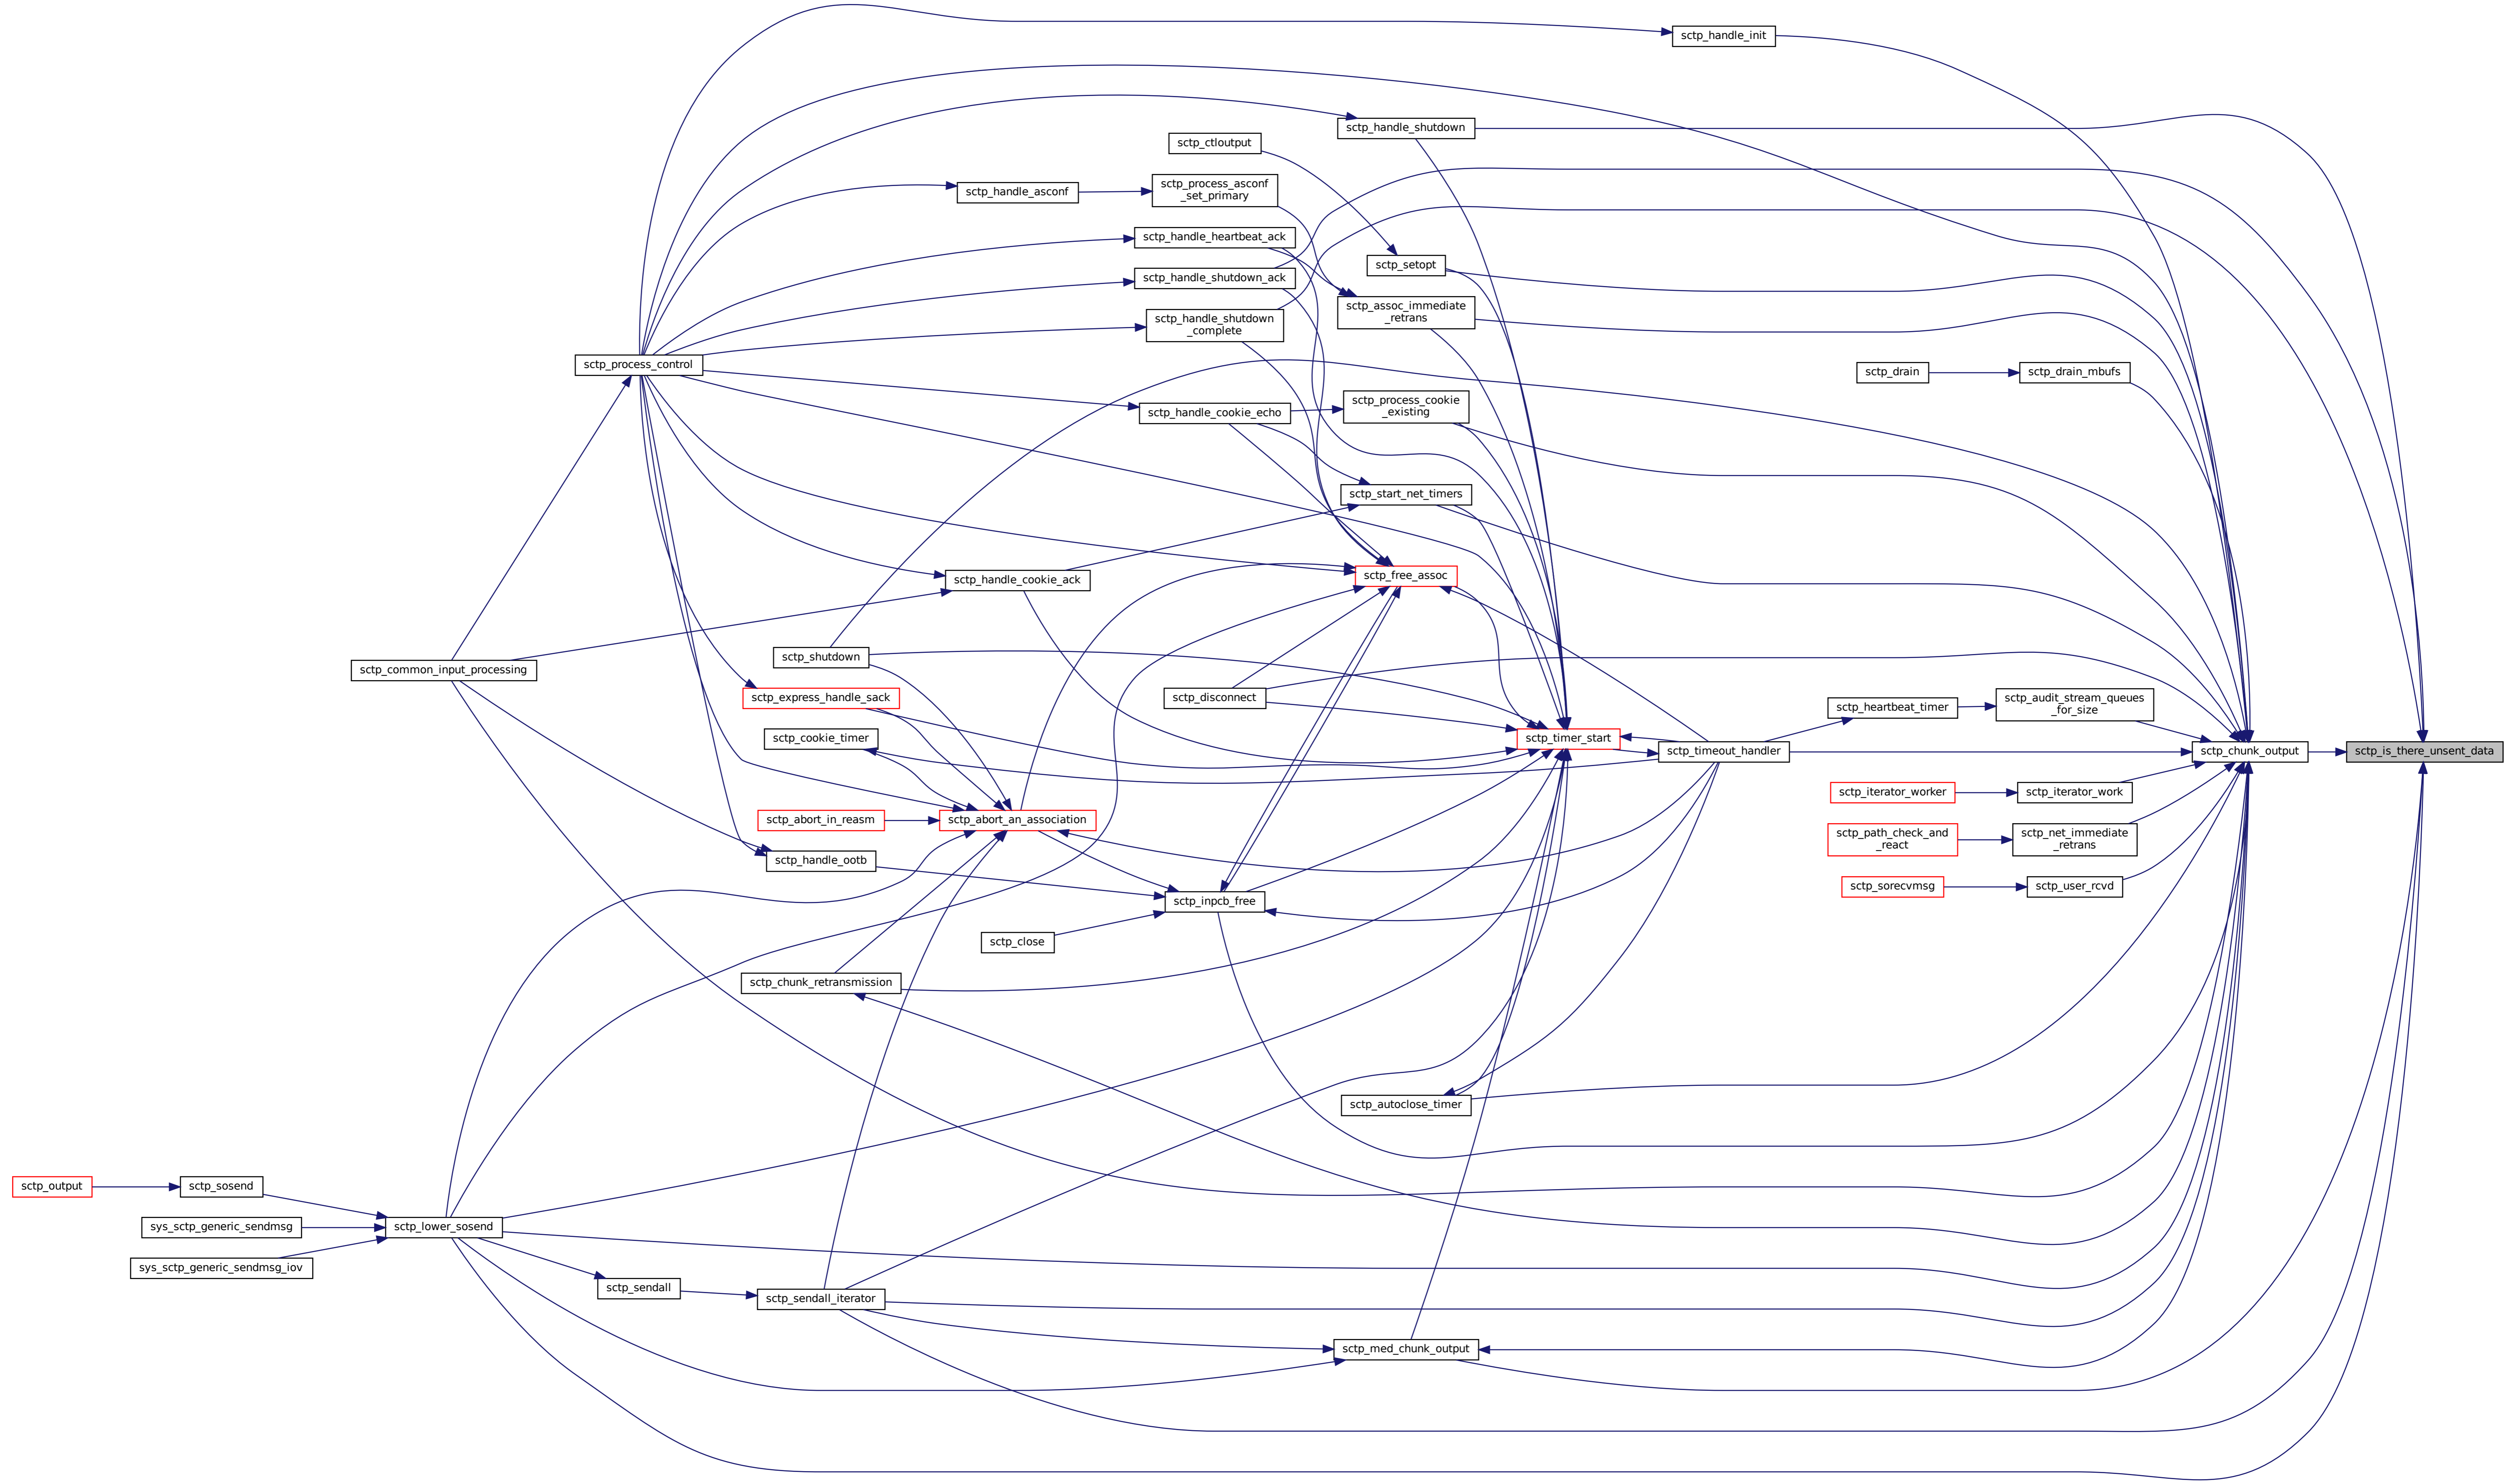 sctp_handle_init
sctp_handle_shutdown
sctp_ctloutput
sctp_process_asconf
_set_primary
sctp_handle_asconf
sctp_handle_heartbeat_ack
sctp_setopt
sctp_handle_shutdown_ack
sctp_assoc_immediate
_retrans
sctp_handle_shutdown
_complete
sctp_process_control
sctp_drain
sctp_drain_mbufs
sctp_process_cookie
_existing
sctp_handle_cookie_echo
sctp_start_net_timers
sctp_free_assoc
sctp_handle_cookie_ack
sctp_shutdown
sctp_common_input_processing
sctp_express_handle_sack
sctp_disconnect
sctp_audit_stream_queues
_for_size
sctp_heartbeat_timer
sctp_cookie_timer
sctp_timer_start
sctp_timeout_handler
sctp_chunk_output
sctp_is_there_unsent_data
sctp_iterator_worker
sctp_iterator_work
sctp_abort_in_reasm
sctp_abort_an_association
sctp_path_check_and
_react
sctp_net_immediate
_retrans
sctp_handle_ootb
sctp_sorecvmsg
sctp_user_rcvd
sctp_inpcb_free
sctp_close
sctp_chunk_retransmission
sctp_autoclose_timer
sctp_output
sctp_sosend
sys_sctp_generic_sendmsg
sctp_lower_sosend
sys_sctp_generic_sendmsg_iov
sctp_sendall
sctp_sendall_iterator
sctp_med_chunk_output